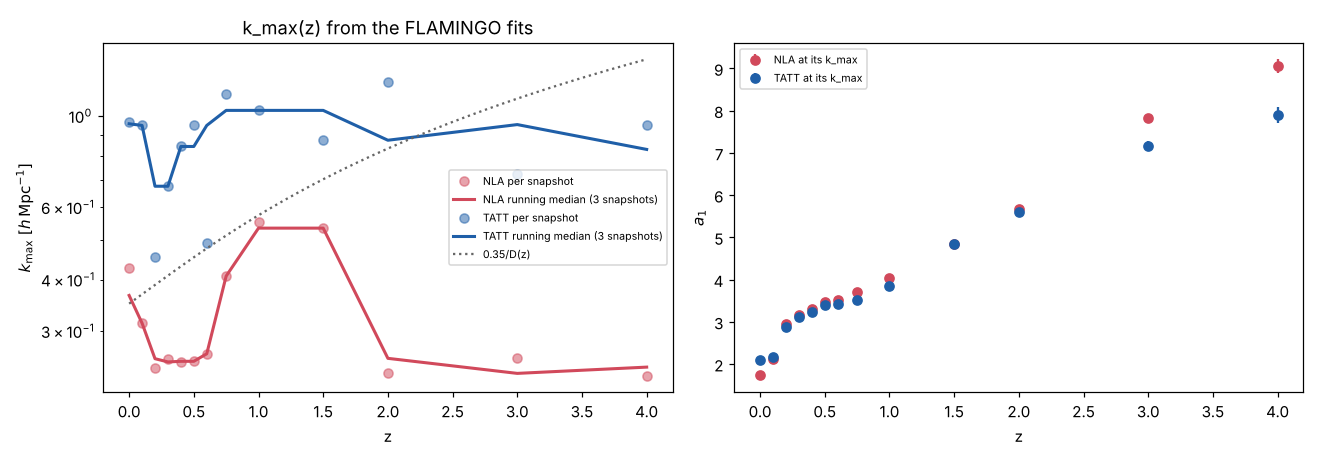 k_max(z) from the FLAMINGO fits
k_max [h Mpc⁻¹]
10⁰
6 × 10⁻¹
4 × 10⁻¹
3 × 10⁻¹
NLA per snapshot
NLA running median (3 snapshots)
TATT per snapshot
TATT running median (3 snapshots)
0.35/D(z)
0.0 0.5 1.0 1.5 2.0 2.5 3.0 3.5 4.0
z
NLA at its k_max
TATT at its k_max
a₁
9
8
7
6
5
4
3
2
0.0 0.5 1.0 1.5 2.0 2.5 3.0 3.5 4.0
z